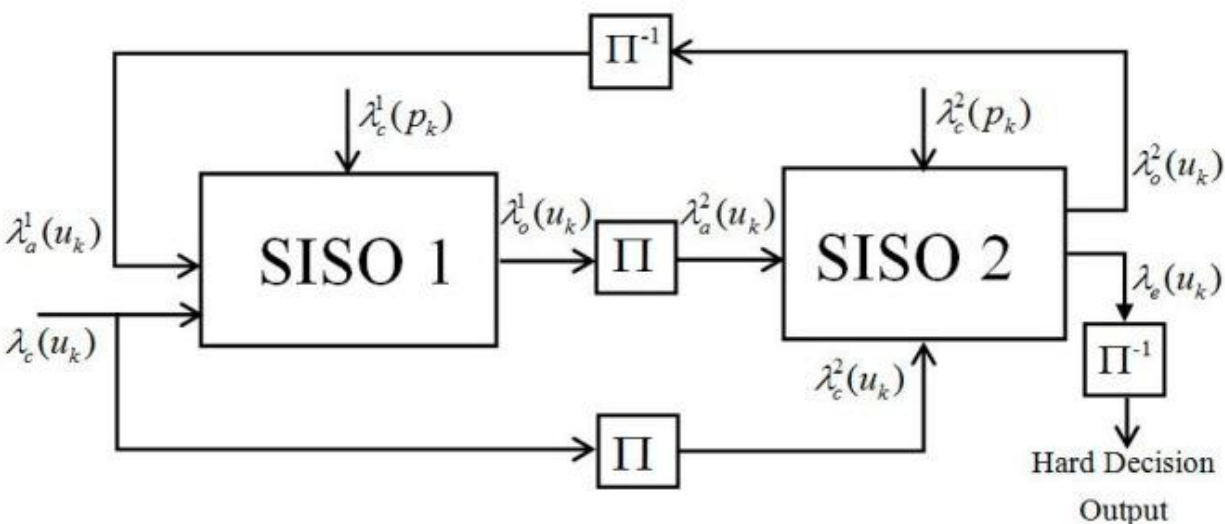 Π⁻¹
λ_c^1(p_k)
λ_c^2(p_k)
λ_o^2(u_k)
λ_a^1(u_k)
SISO 1
λ_o^1(u_k)
Π
λ_a^2(u_k)
SISO 2
λ_e(u_k)
λ_c(u_k)
λ_c^2(u_k)
Π⁻¹
Π
Hard Decision
Output